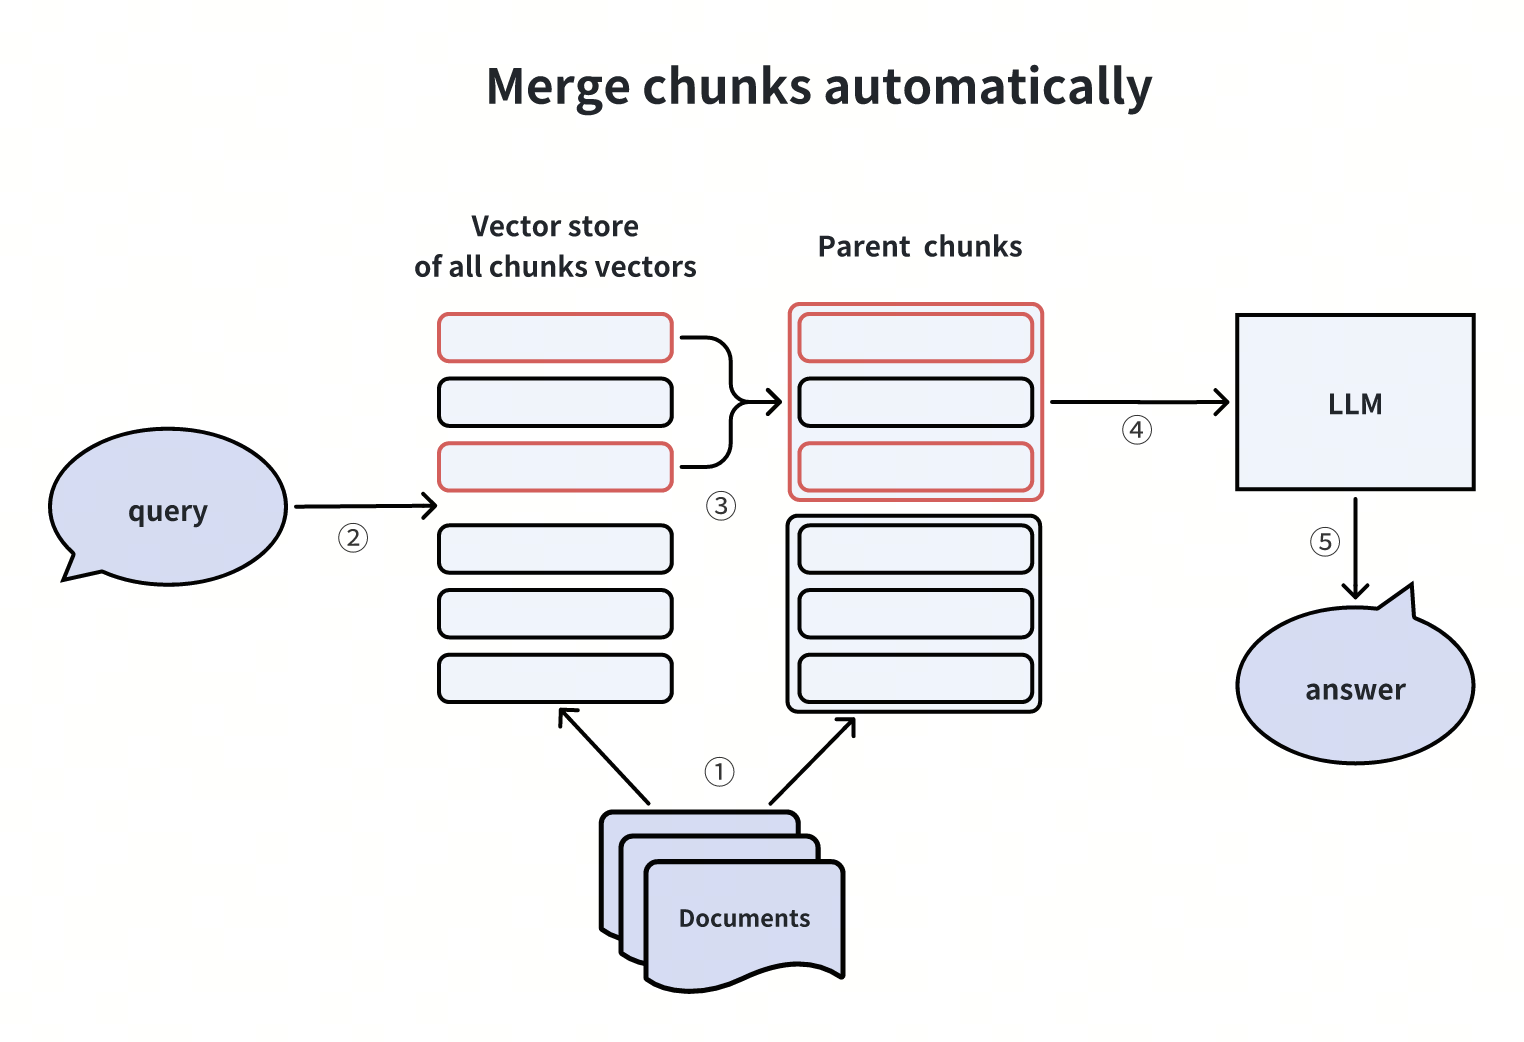 Merge chunks automatically
Vector store
of all chunks vectors
Parent chunks
LLM
④
query
②
③
⑤
answer
①
Documents